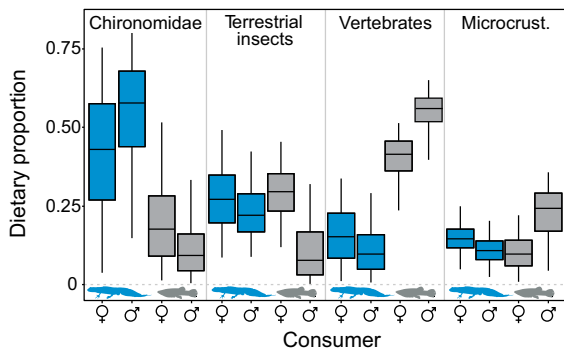 Chironomidae Terrestrial insects Vertebrates Microcrust.
0.75
0.50
0.25
0
Dietary proportion
♀ ♂ ♀ ♂ ♀ ♂ ♀ ♂ ♀ ♂ ♀ ♂ ♀ ♂ ♀ ♂
Consumer